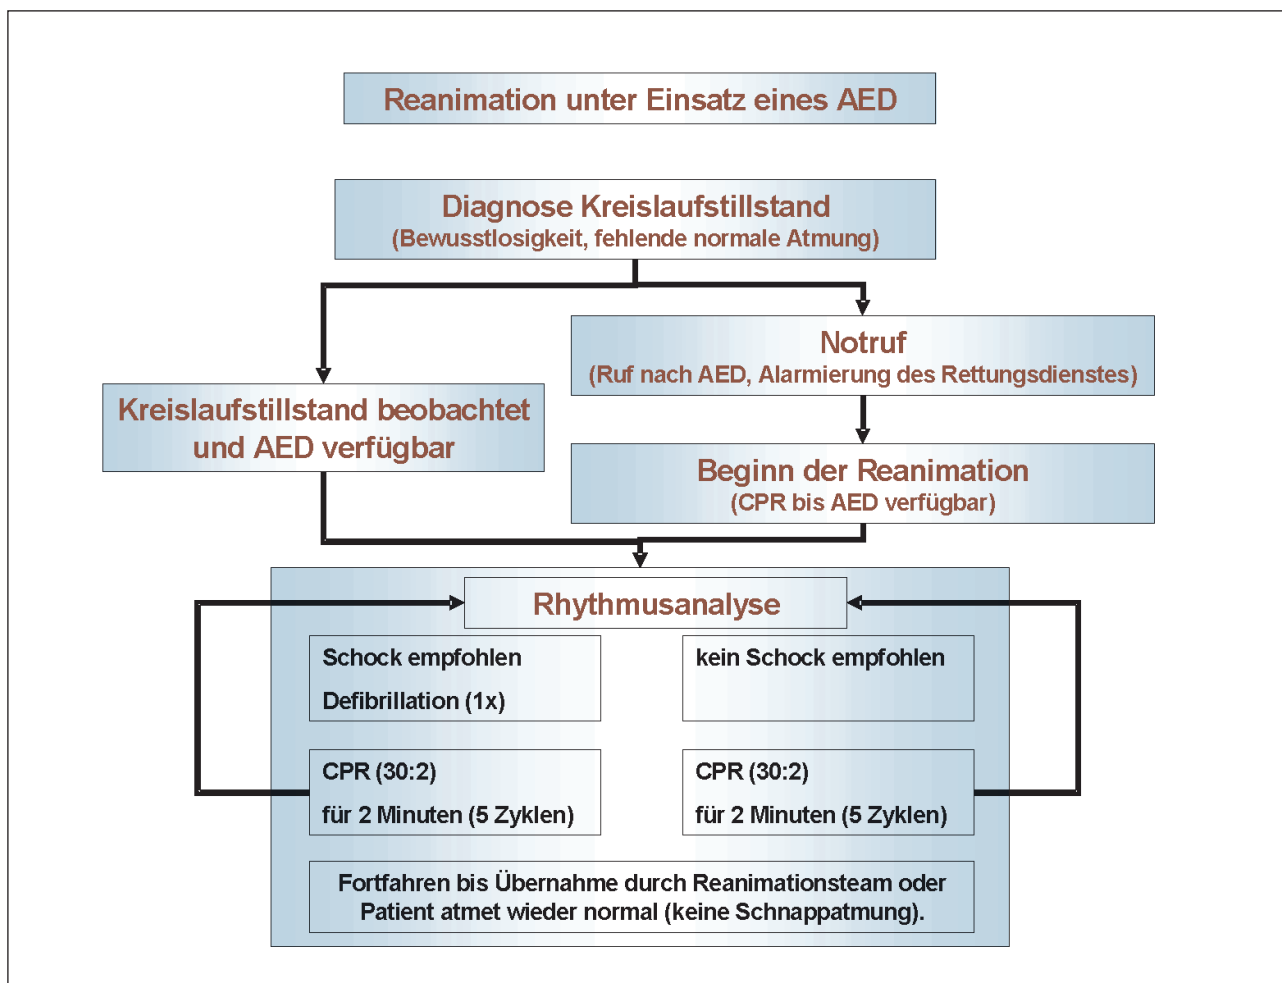 Reanimation unter Einsatz eines AED
Diagnose Kreislaufstillstand
(Bewusstlosigkeit, fehlende normale Atmung)
Notruf
(Ruf nach AED, Alarmierung des Rettungsdienstes)
Kreislaufstillstand beobachtet
und AED verfügbar
Beginn der Reanimation
(CPR bis AED verfügbar)
Rhythmusanalyse
Schock empfohlen
Defibrillation (1x)
kein Schock empfohlen
CPR (30:2)
für 2 Minuten (5 Zyklen)
CPR (30:2)
für 2 Minuten (5 Zyklen)
Fortfahren bis Übernahme durch Reanimationsteam oder
Patient atmet wieder normal (keine Schnappatmung).